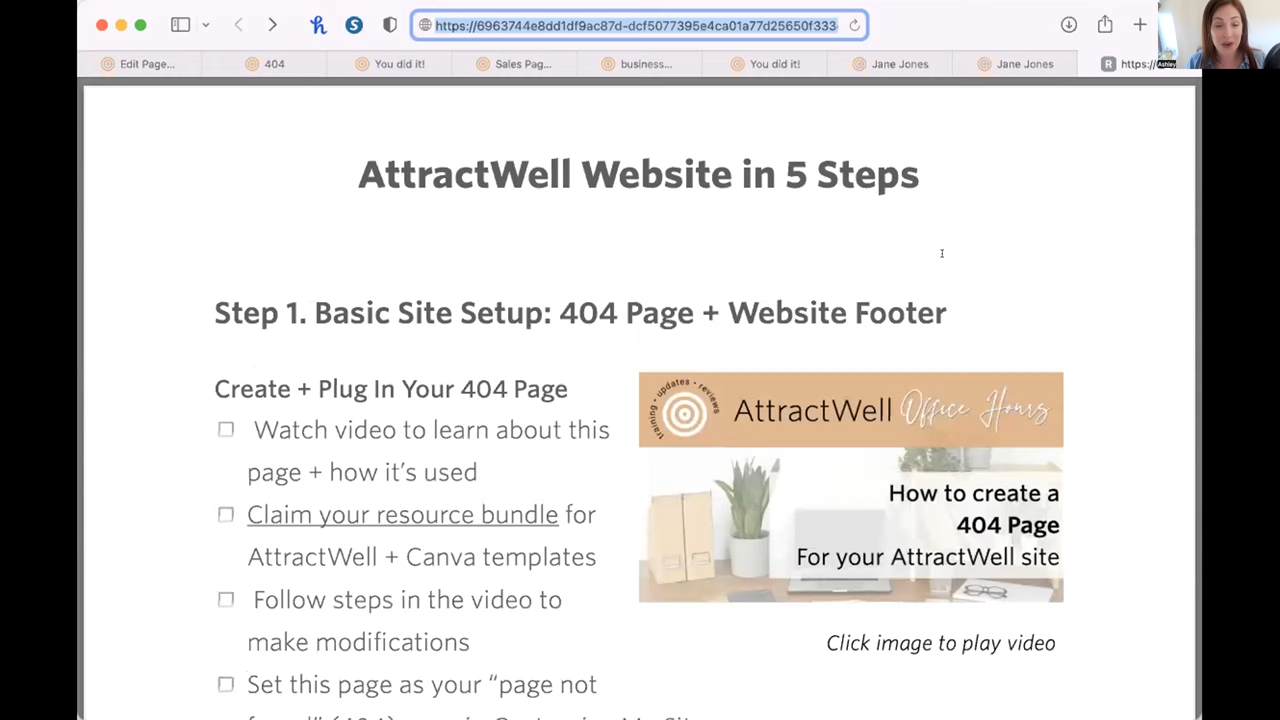 https://6963744e8dd1df9ac87d-dcf5077395e4ca01a77d25650f333
Edit Page... 404 You did it! Sales Pag... business... You did it! Jane Jones Jane Jones R https:/
Ashley
AttractWell Website in 5 Steps
Step 1. Basic Site Setup: 404 Page + Website Footer
Create + Plug In Your 404 Page
Watch video to learn about this
page + how it’s used
Claim your resource bundle for
AttractWell + Canva templates
Follow steps in the video to
make modifications
Set this page as your “page not
training • updates • reviews
AttractWell Office Hours
How to create a
404 Page
For your AttractWell site
Click image to play video